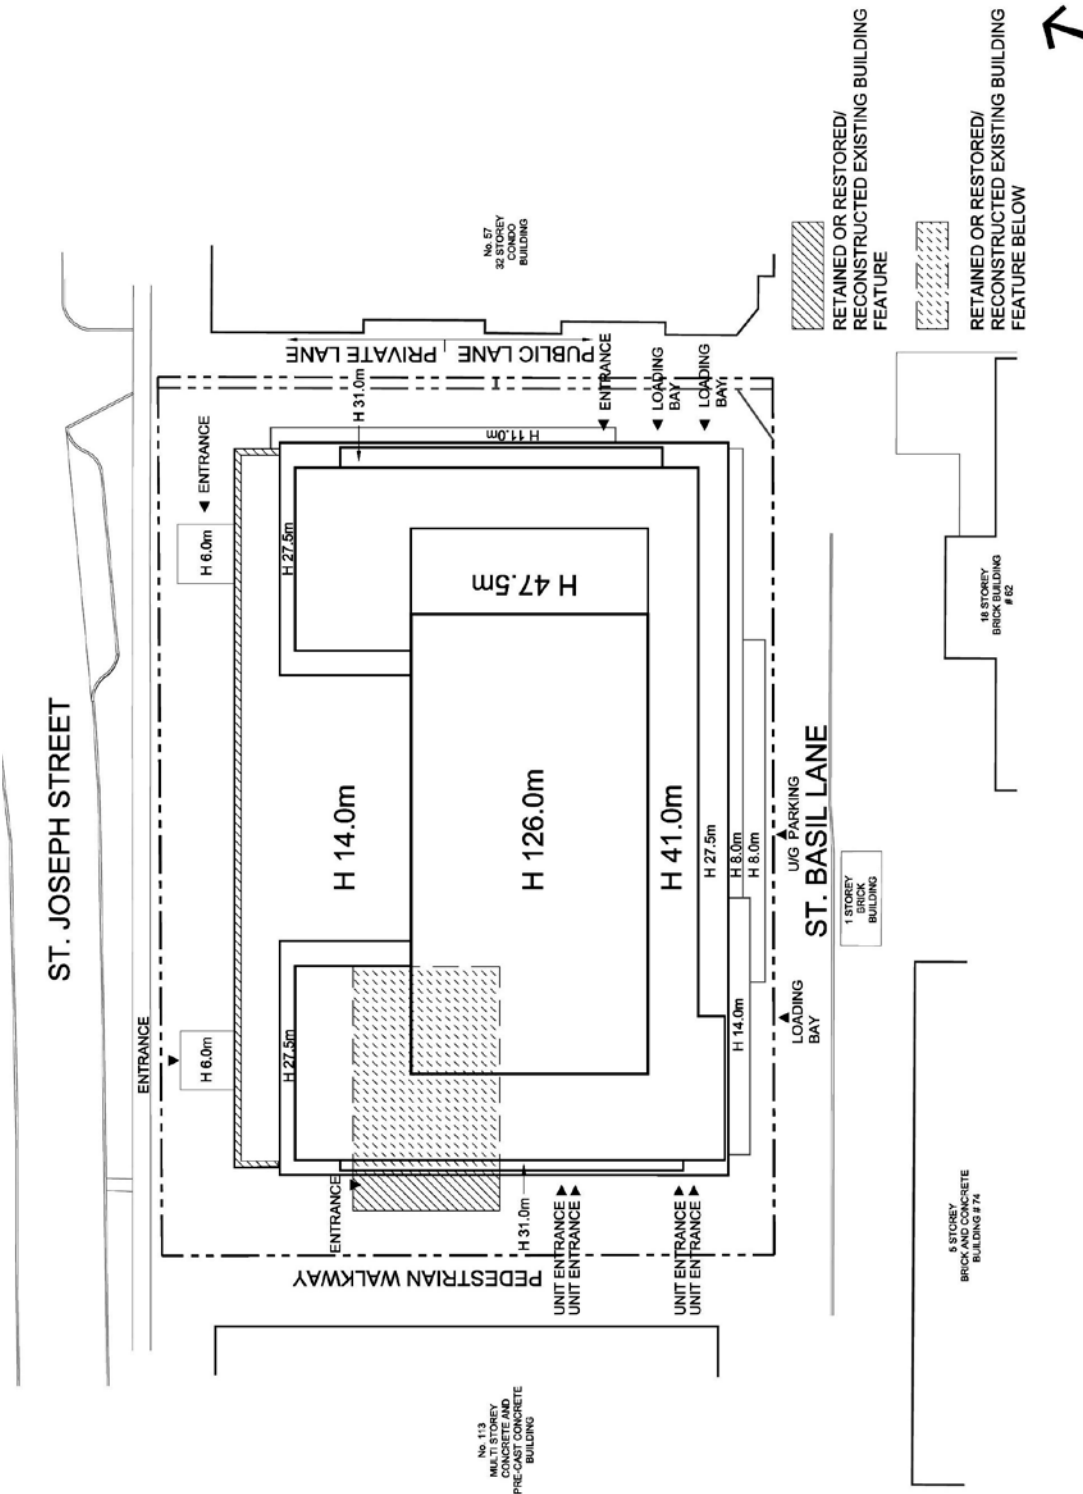 ST. JOSEPH STREET
No. 57
32 STOREY
CONDO
BUILDING
RETAINED OR RESTORED/
RECONSTRUCTED EXISTING BUILDING
FEATURE
RETAINED OR RESTORED/
RECONSTRUCTED EXISTING BUILDING
FEATURE BELOW
PUBLIC LANE
PRIVATE LANE
ENTRANCE
H 6.0m
H 31.0m
H 11.0m
ENTRANCE
LOADING
BAY
LOADING
BAY
H 27.5m
H 47.5m
H 14.0m
H 126.0m
H 41.0m
H 27.5m
H 8.0m
H 8.0m
U/G PARKING
ST. BASIL LANE
18 STOREY
BRICK BUILDING
# 62
1 STOREY
BRICK
BUILDING
ENTRANCE
H 6.0m
H 27.5m
H 14.0m
LOADING
BAY
ENTRANCE
H 31.0m
UNIT ENTRANCE
UNIT ENTRANCE
UNIT ENTRANCE
UNIT ENTRANCE
PEDESTRIAN WALKWAY
5 STOREY
BRICK AND CONCRETE
BUILDING # 74
No. 113
MULTI STOREY
CONCRETE AND
PRE-CAST CONCRETE
BUILDING